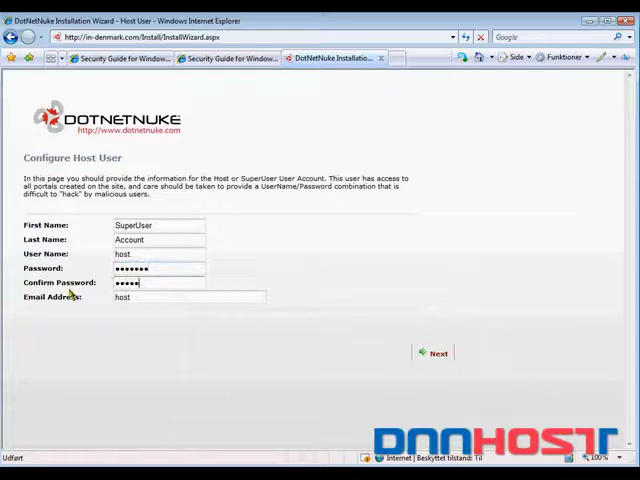 DotNetNuke Installation Wizard - Host User - Windows Internet Explorer
http://in-denmark.com/Install/InstallWizard.aspx
Google
Security Guide for Window...
Security Guide for Window...
DotNetNuke Installatio...
Side
Funktioner
DOTNETNUKE
http://www.dotnetnuke.com
Configure Host User
In this page you should provide the information for the Host or SuperUser User Account. This user has access to
all portals created on the site, and care should be taken to provide a UserName/Password combination that is
difficult to "hack" by malicious users.
First Name: SuperUser
Last Name: Account
User Name: host
Password: •••••••
Confirm Password: •••••
Email Address: host
Next
DNNHOST
Udført
Internet | Beskyttet tilstand: Til
100%